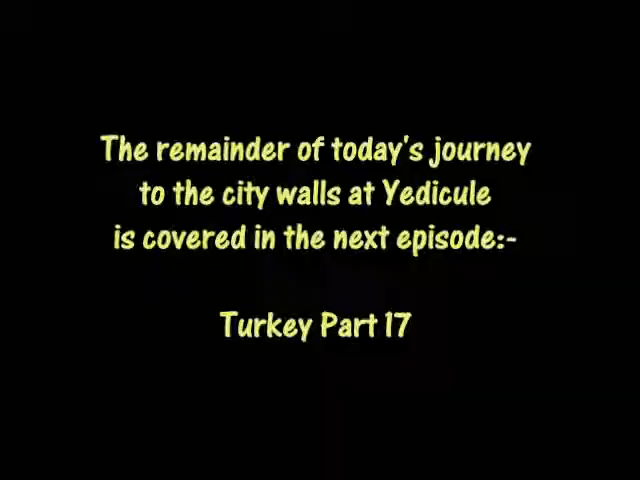 The remainder of today's journey
to the city walls at Yedicule
is covered in the next episode:-
Turkey Part 17